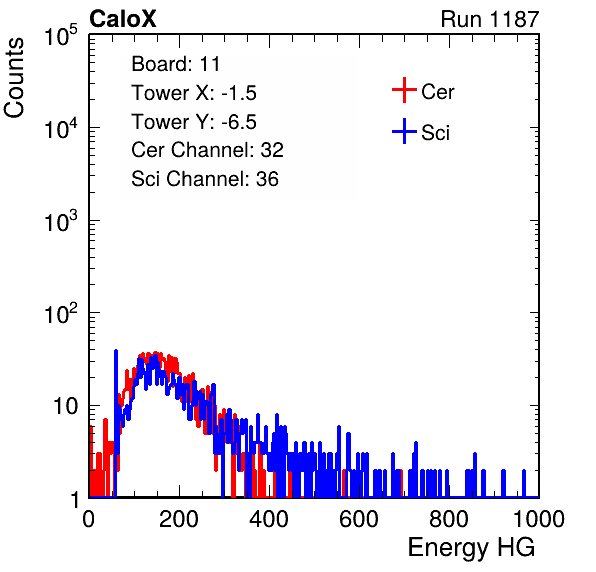 CaloX Run 1187
Counts
Board: 11
Tower X: -1.5
Tower Y: -6.5
Cer Channel: 32
Sci Channel: 36
Cer
Sci
10^5
10^4
10^3
10^2
10
1
0 200 400 600 800 1000
Energy HG